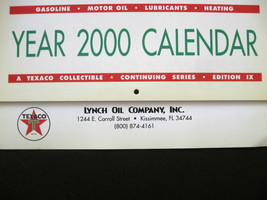 GASOLINE • MOTOR OIL • LUBRICANTS • HEATING
YEAR 2000 CALENDAR
A TEXACO COLLECTIBLE • CONTINUING SERIES • EDITION IX
LYNCH OIL COMPANY, INC.
1244 E. Carroll Street • Kissimmee, FL 34744
(800) 874-4161
TEXACO